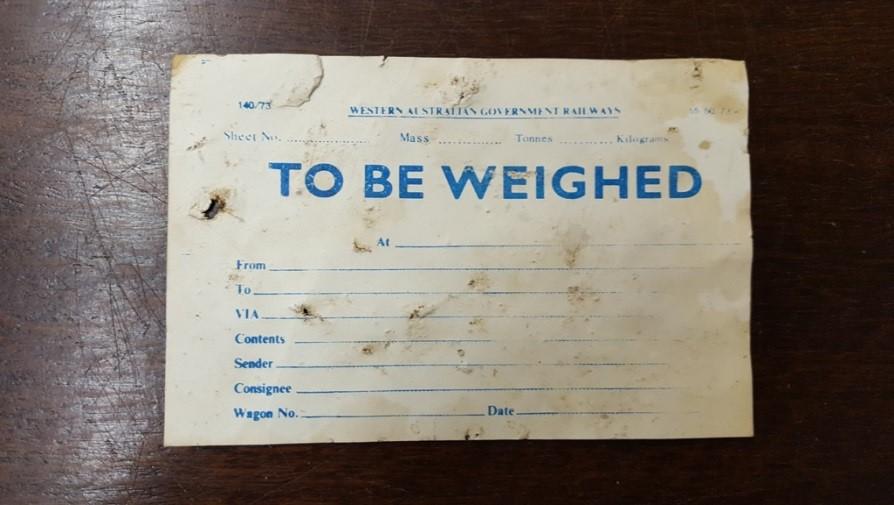 140/73 WESTERN AUSTRALIAN GOVERNMENT RAILWAYS
Sheet No. .................... Mass ............... Tonnes ............ Kilograms
TO BE WEIGHED
At
From
To
VIA
Contents
Sender
Consignee
Wagon No. Date